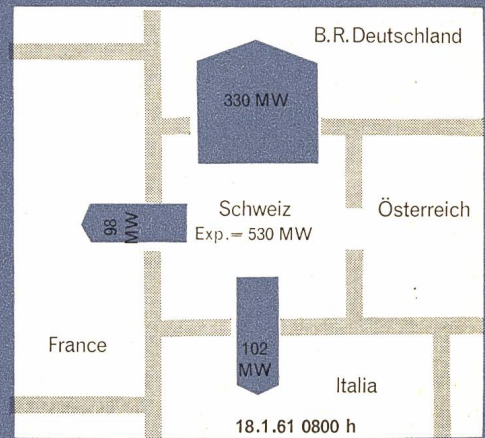 B.R.Deutschland
330 MW
Schweiz
Exp.= 530 MW
Österreich
98
MW
France
102
MW
Italia
18.1.61 0800 h